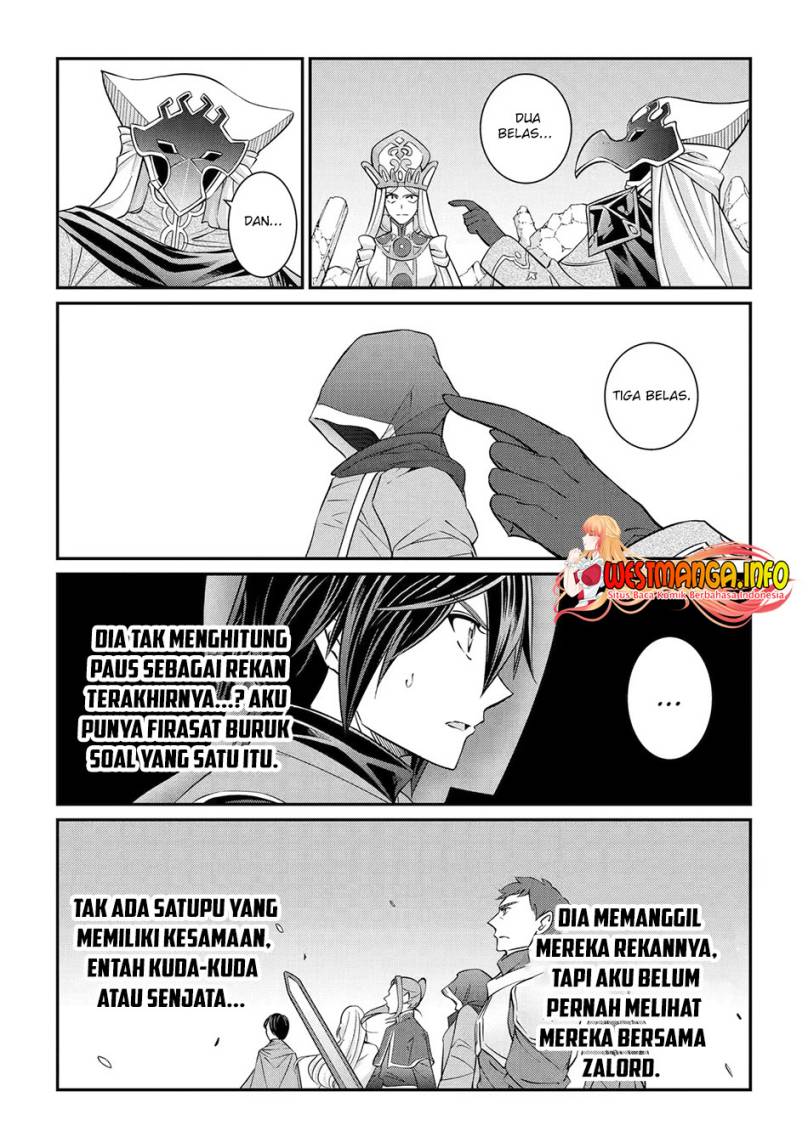 DUA
BELAS...
DAN...
TIGA BELAS.
WESTMANGA.INFO
Situs Baca Komik Berbahasa Indonesia
...
DIA TAK MENGHITUNG
PAUS SEBAGAI REKAN
TERAKHIRNYA...? AKU
PUNYA FIRASAT BURUK
SOAL YANG SATU ITU.
DIA MEMANGGIL
MEREKA REKANNYA,
TAPI AKU BELUM
PERNAH MELIHAT
MEREKA BERSAMA
ZALORD.
TAK ADA SATUPU YANG
MEMILIKI KESAMAAN,
ENTAH KUDA-KUDA
ATAU SENJATA...